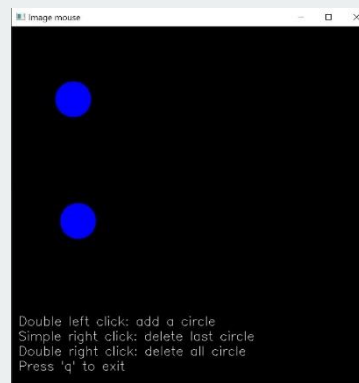 Image mouse
Double left click: add a circle
Simple right click: delete last circle
Double right click: delete all circle
Press 'q' to exit